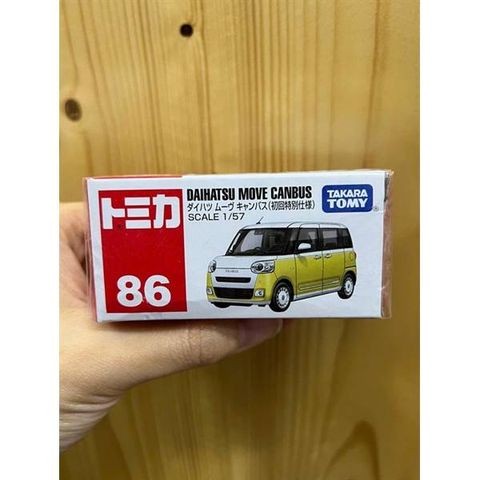 トミカ
86
DAIHATSU MOVE CANBUS
ダイハツ ムーヴ キャンバス(初回特別仕様)
SCALE 1/57
TAKARA
TOMY